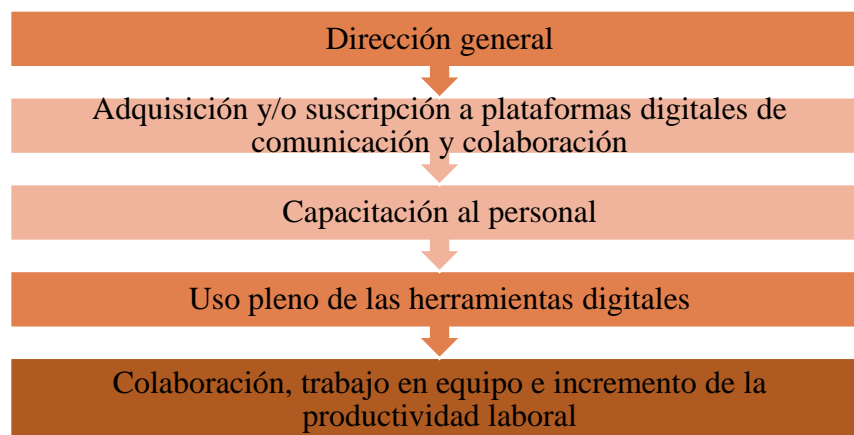 Dirección general
Adquisición y/o suscripción a plataformas digitales de
comunicación y colaboración
Capacitación al personal
Uso pleno de las herramientas digitales
Colaboración, trabajo en equipo e incremento de la
productividad laboral